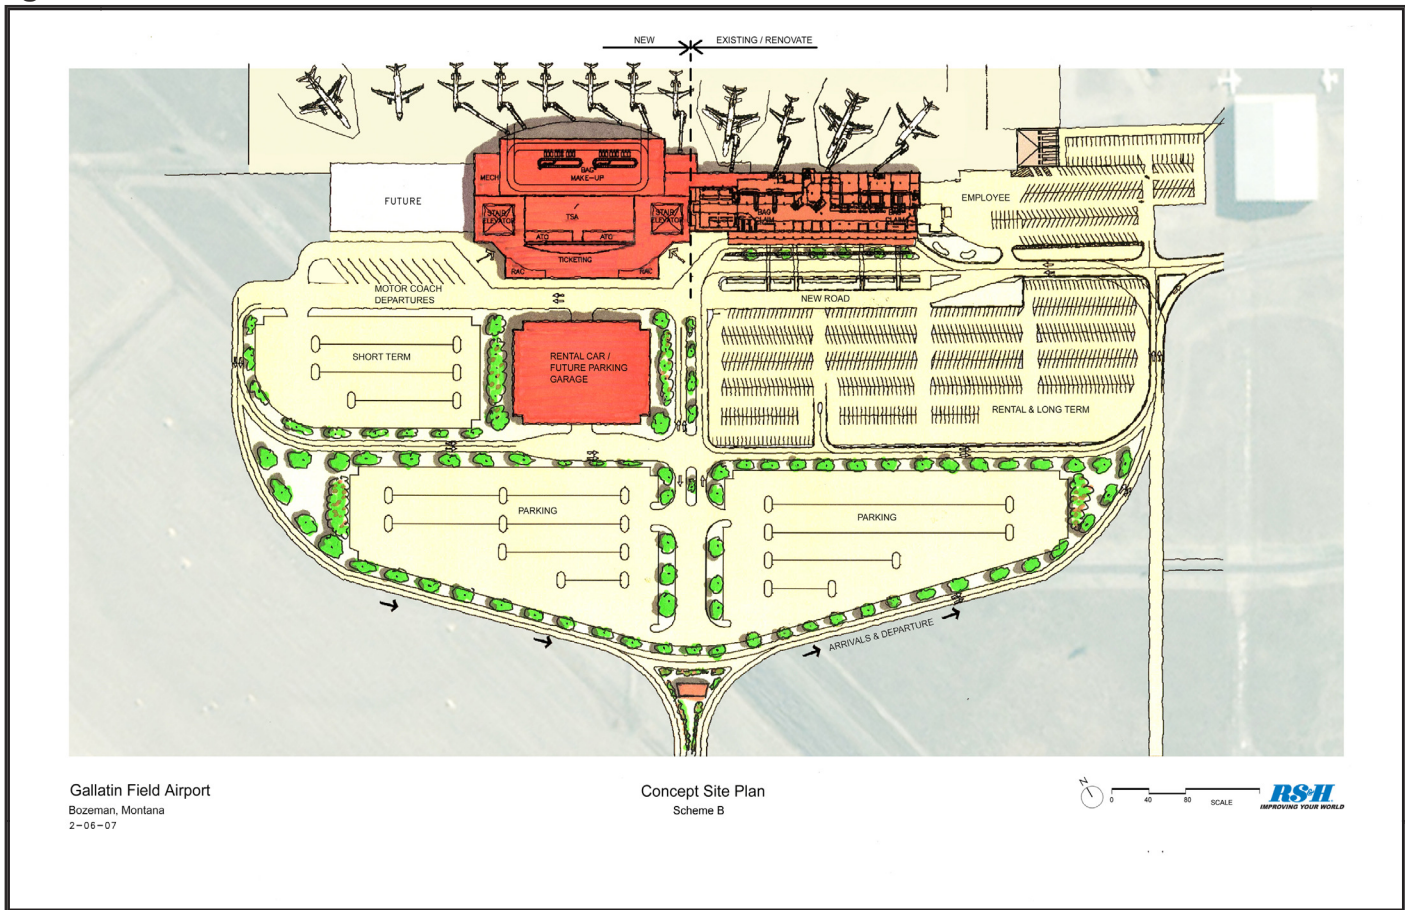 NEW
EXISTING / RENOVATE
BAG
MAKE-UP
MECH
FUTURE
STAIR/
ELEVATOR
TSA
STAIR/
ELEVATOR
BAG
CLAIM
BAG
CLAIM
EMPLOYEE
ATO
ATO
TICKETING
RAC
RAC
MOTOR COACH
DEPARTURES
NEW ROAD
SHORT TERM
RENTAL CAR /
FUTURE PARKING
GARAGE
RENTAL & LONG TERM
PARKING
PARKING
ARRIVALS & DEPARTURE
Gallatin Field Airport
Bozeman, Montana
2-06-07
Concept Site Plan
Scheme B
N
0 40 80 SCALE
RS&H
IMPROVING YOUR WORLD